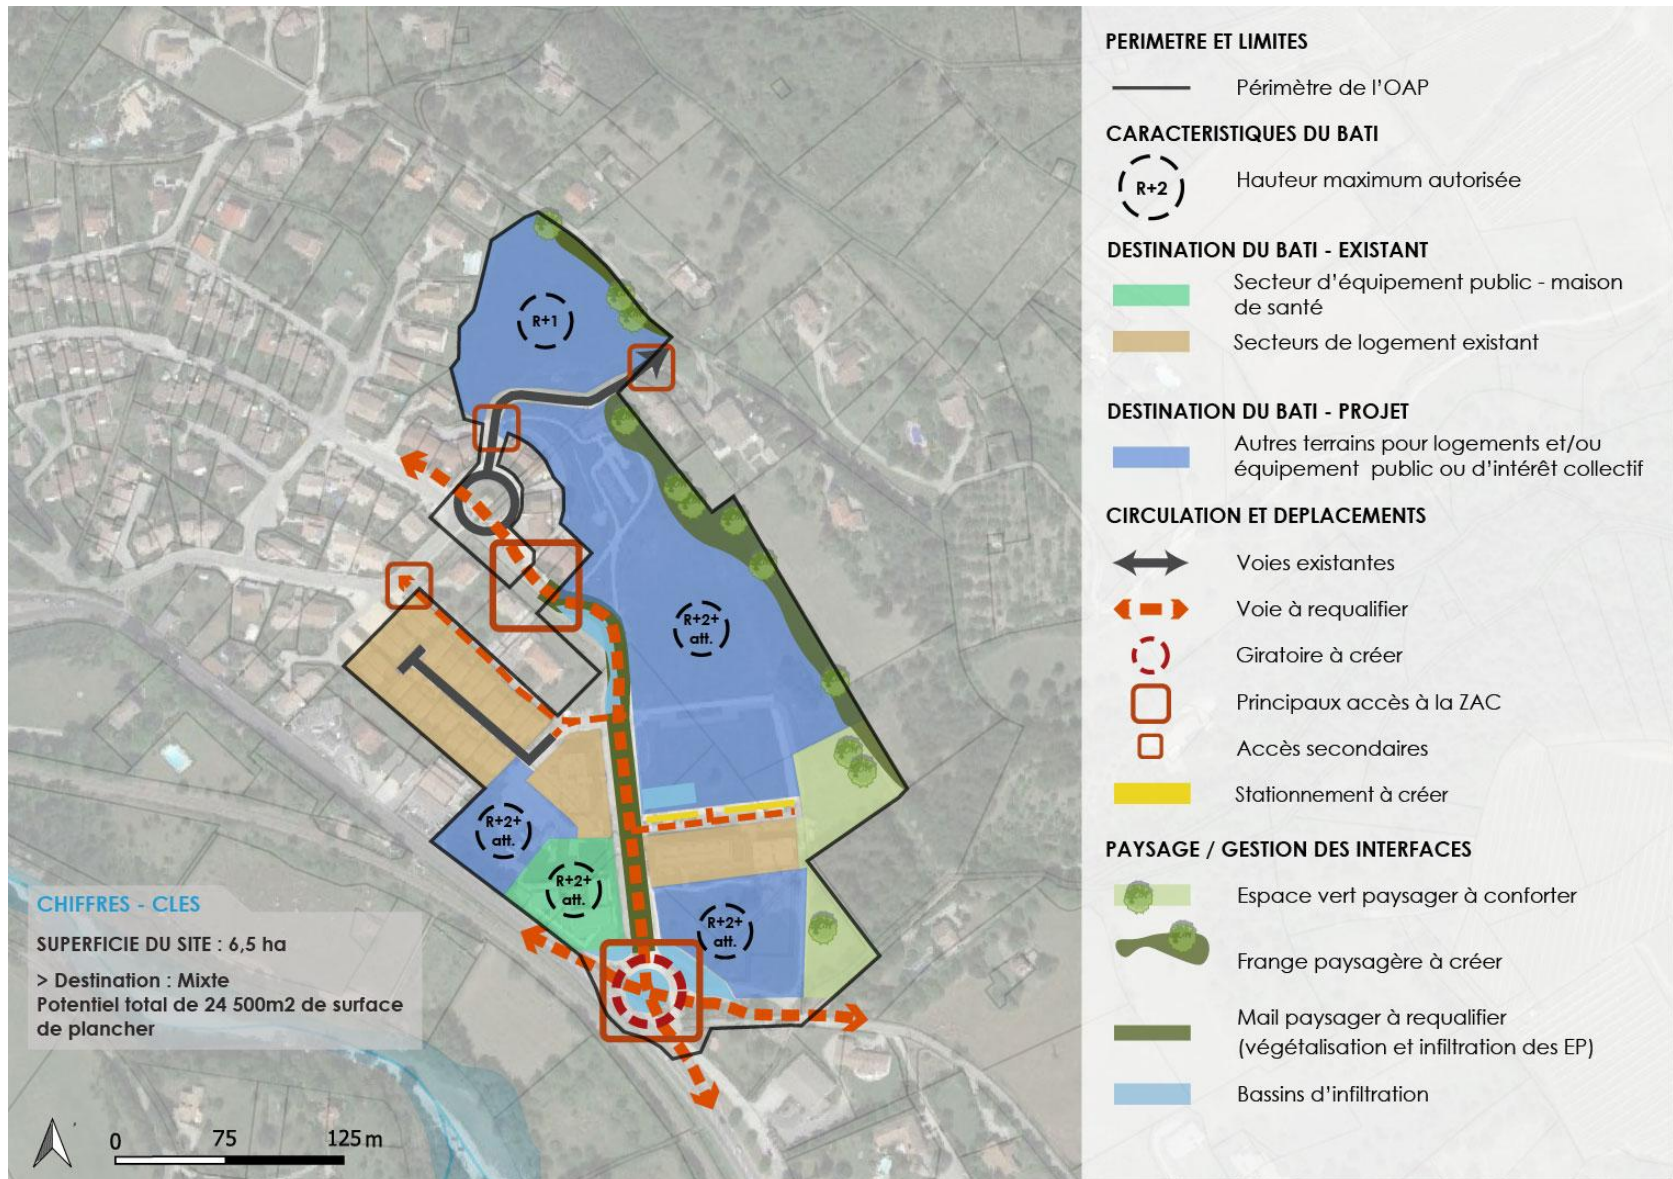 R+1
R+2+
att.
R+2+
att.
R+2+
att.
R+2+
att.
CHIFFRES - CLES
SUPERFICIE DU SITE : 6,5 ha
> Destination : Mixte
Potentiel total de 24 500m2 de surface
de plancher
0 75 125 m
PERIMETRE ET LIMITES
Périmètre de l'OAP
CARACTERISTIQUES DU BATI
R+2
Hauteur maximum autorisée
DESTINATION DU BATI - EXISTANT
Secteur d'équipement public - maison
de santé
Secteurs de logement existant
DESTINATION DU BATI - PROJET
Autres terrains pour logements et/ou
équipement public ou d'intérêt collectif
CIRCULATION ET DEPLACEMENTS
Voies existantes
Voie à requalifier
Giratoire à créer
Principaux accès à la ZAC
Accès secondaires
Stationnement à créer
PAYSAGE / GESTION DES INTERFACES
Espace vert paysager à conforter
Frange paysagère à créer
Mail paysager à requalifier
(végétalisation et infiltration des EP)
Bassins d'infiltration